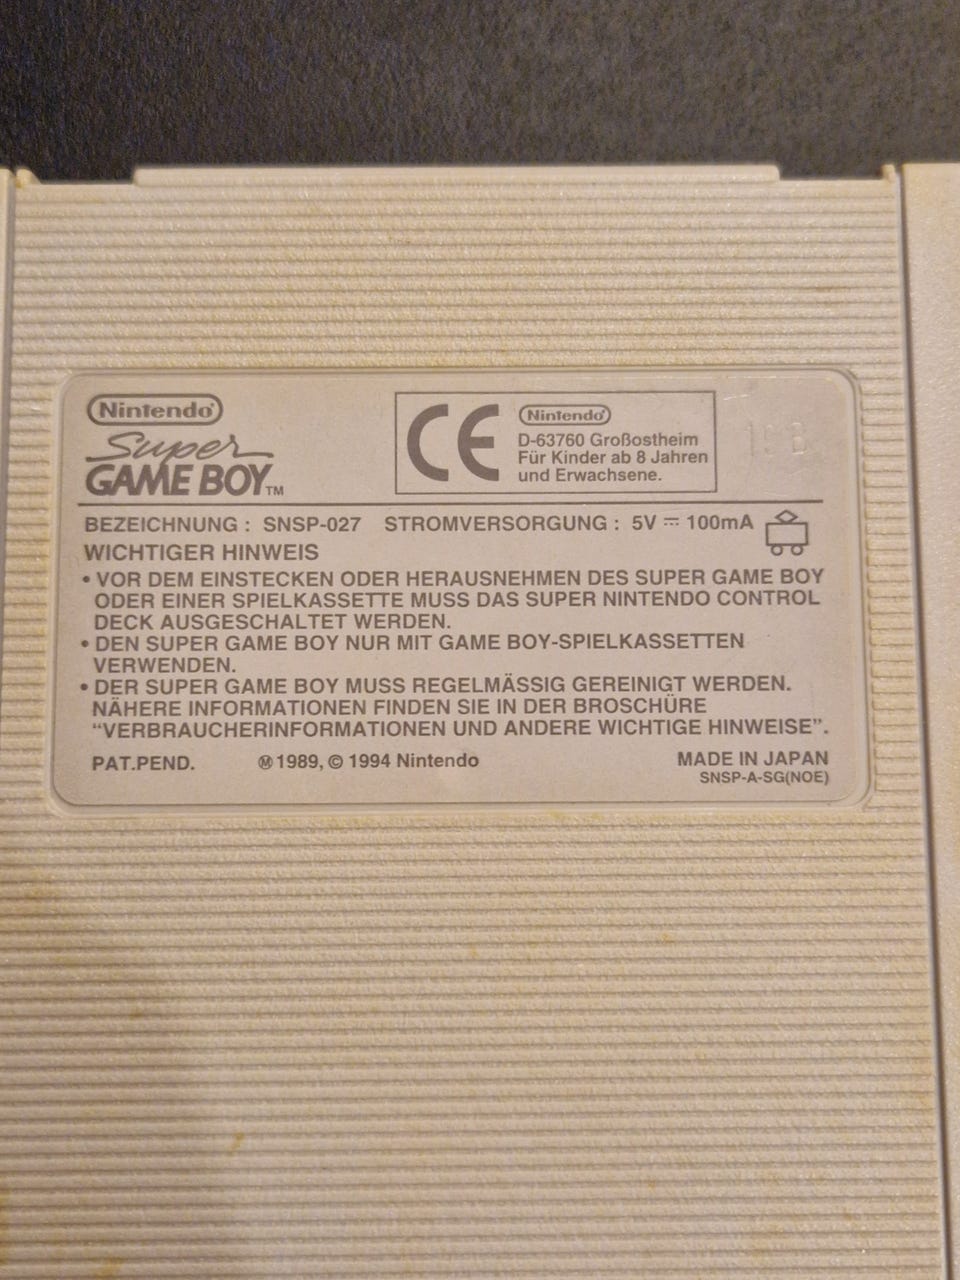 Nintendo®
Super
GAME BOY™
CE
Nintendo®
D-63760 Großostheim
Für Kinder ab 8 Jahren
und Erwachsene.
BEZEICHNUNG : SNSP-027 STROMVERSORGUNG : 5V ⎓ 100mA
WICHTIGER HINWEIS
• VOR DEM EINSTECKEN ODER HERAUSNEHMEN DES SUPER GAME BOY
ODER EINER SPIELKASSETTE MUSS DAS SUPER NINTENDO CONTROL
DECK AUSGESCHALTET WERDEN.
• DEN SUPER GAME BOY NUR MIT GAME BOY-SPIELKASSETTEN
VERWENDEN.
• DER SUPER GAME BOY MUSS REGELMÄSSIG GEREINIGT WERDEN.
NÄHERE INFORMATIONEN FINDEN SIE IN DER BROSCHÜRE
“VERBRAUCHERINFORMATIONEN UND ANDERE WICHTIGE HINWEISE”.
PAT.PEND. Ⓜ 1989, © 1994 Nintendo MADE IN JAPAN
SNSP-A-SG(NOE)